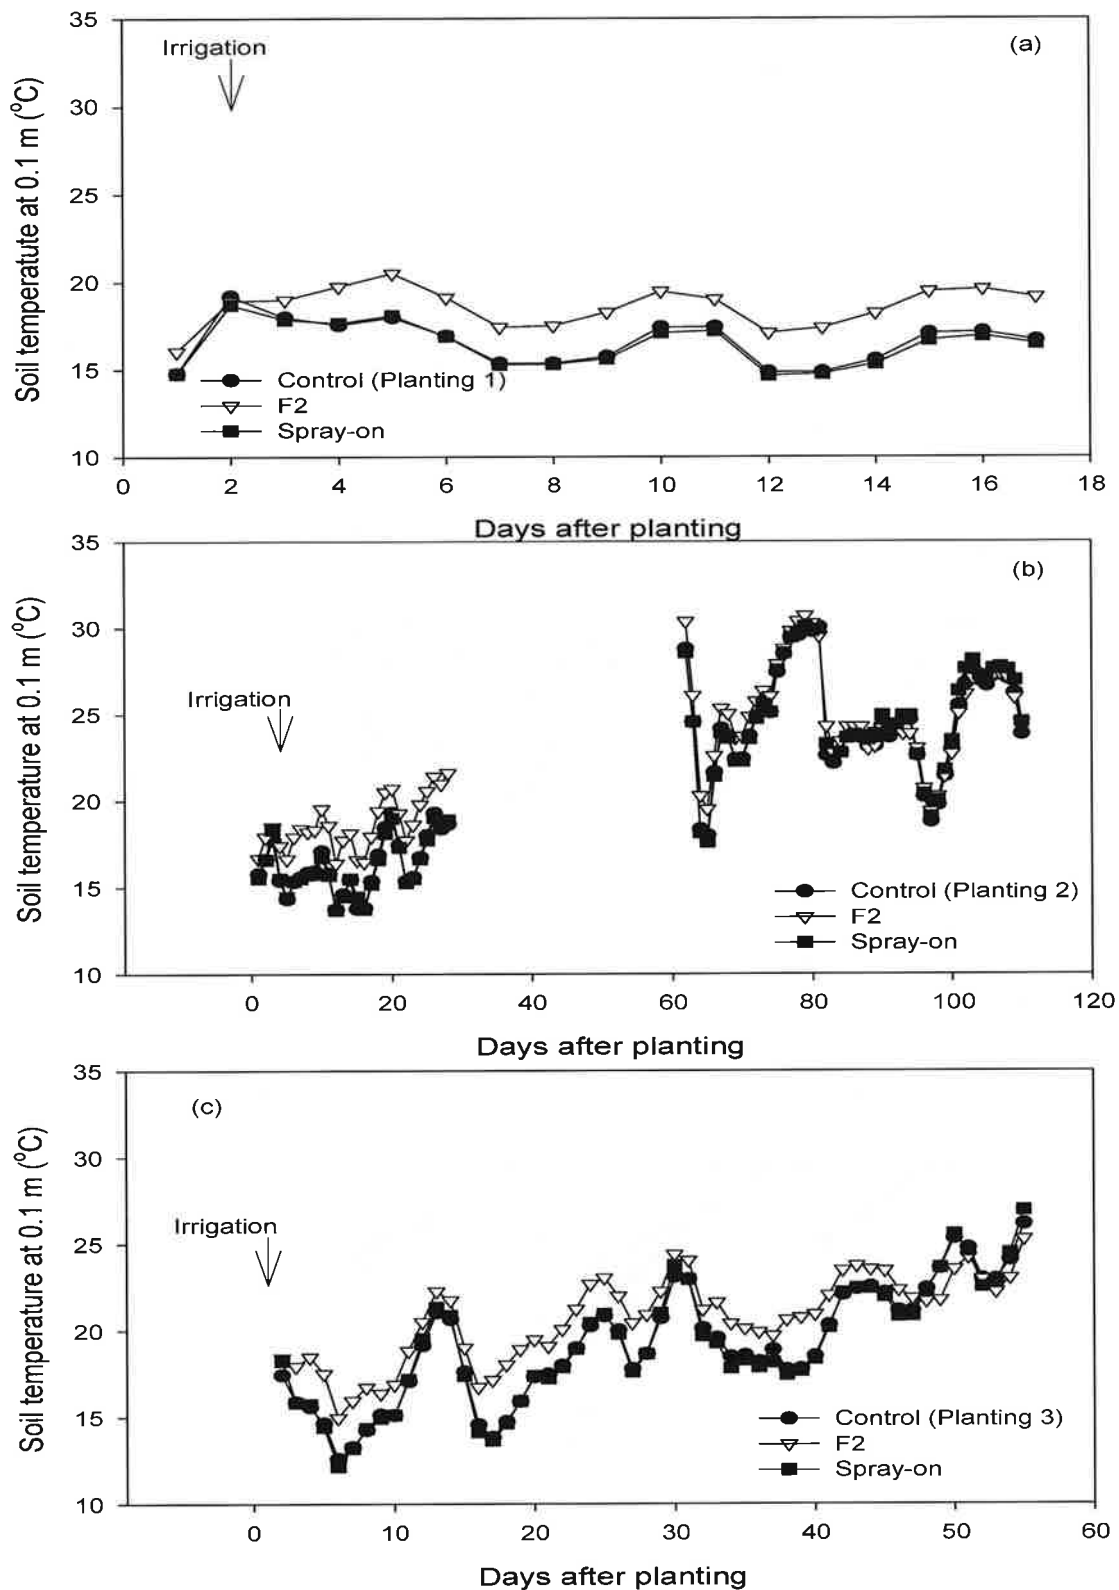 35
30
25
20
15
10
Soil temperatute at 0.1 m (°C)
Irrigation
(a)
Control (Planting 1)
F2
Spray-on
0 2 4 6 8 10 12 14 16 18
Days after planting
35
30
25
20
15
10
Soil temperature at 0.1 m (°C)
(b)
Irrigation
Control (Planting 2)
F2
Spray-on
0 20 40 60 80 100 120
Days after planting
35
30
25
20
15
10
Soil temperature at 0.1 m (°C)
(c)
Irrigation
Control (Planting 3)
F2
Spray-on
0 10 20 30 40 50 60
Days after planting